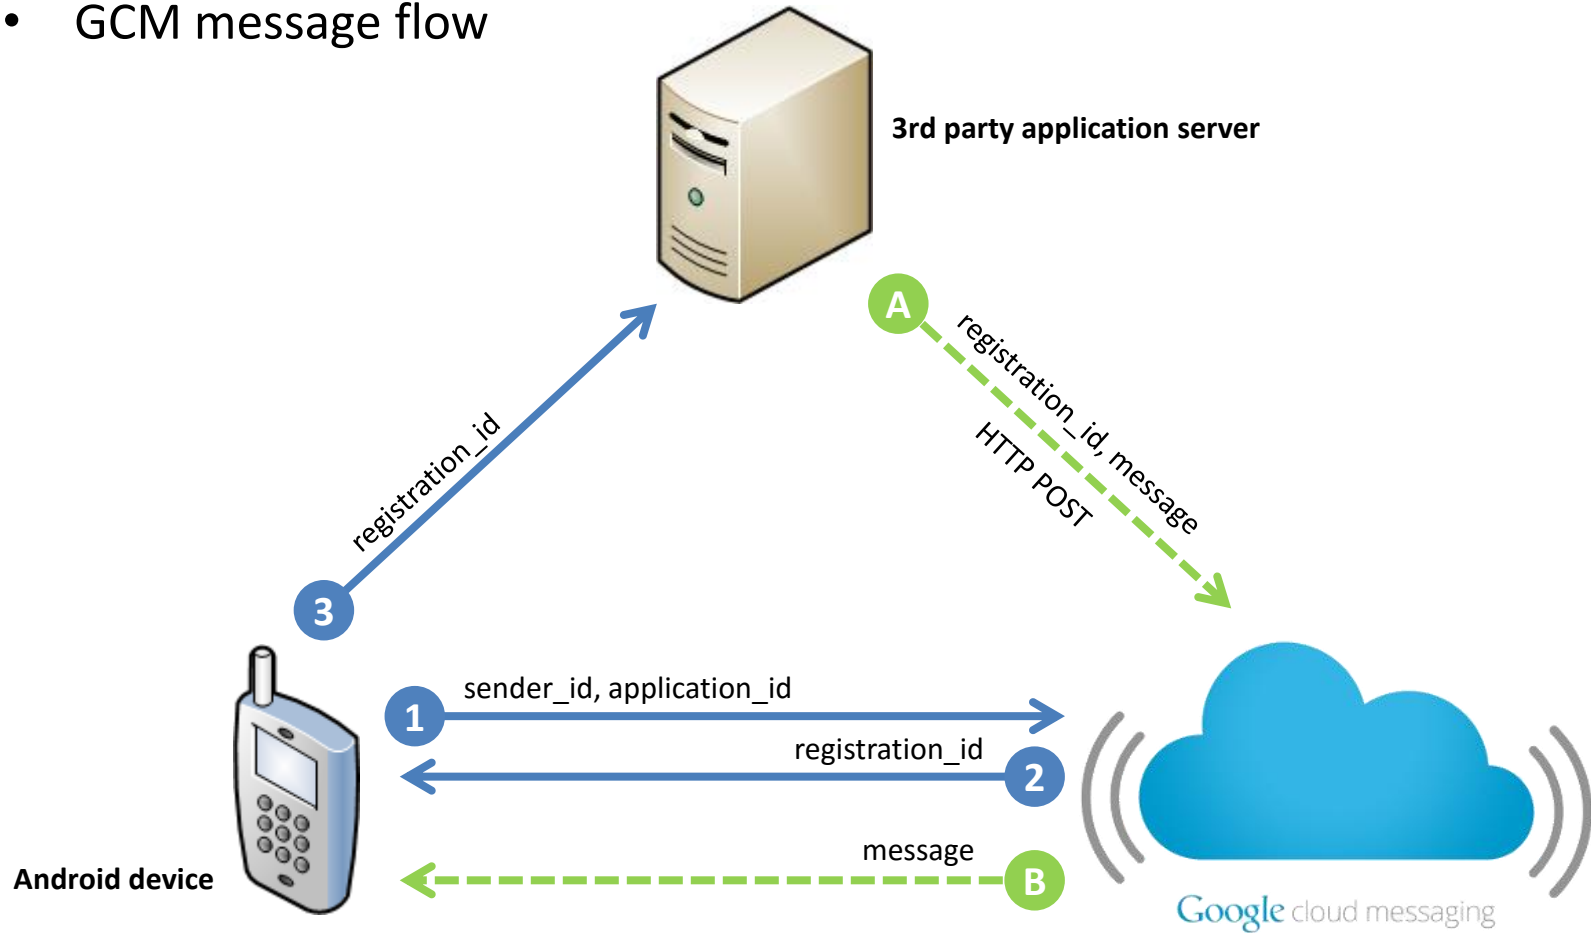 • GCM message flow
3rd party application server
A
registration_id, message
HTTP POST
registration_id
3
1
sender_id, application_id
registration_id
2
message
B
Android device
Google cloud messaging